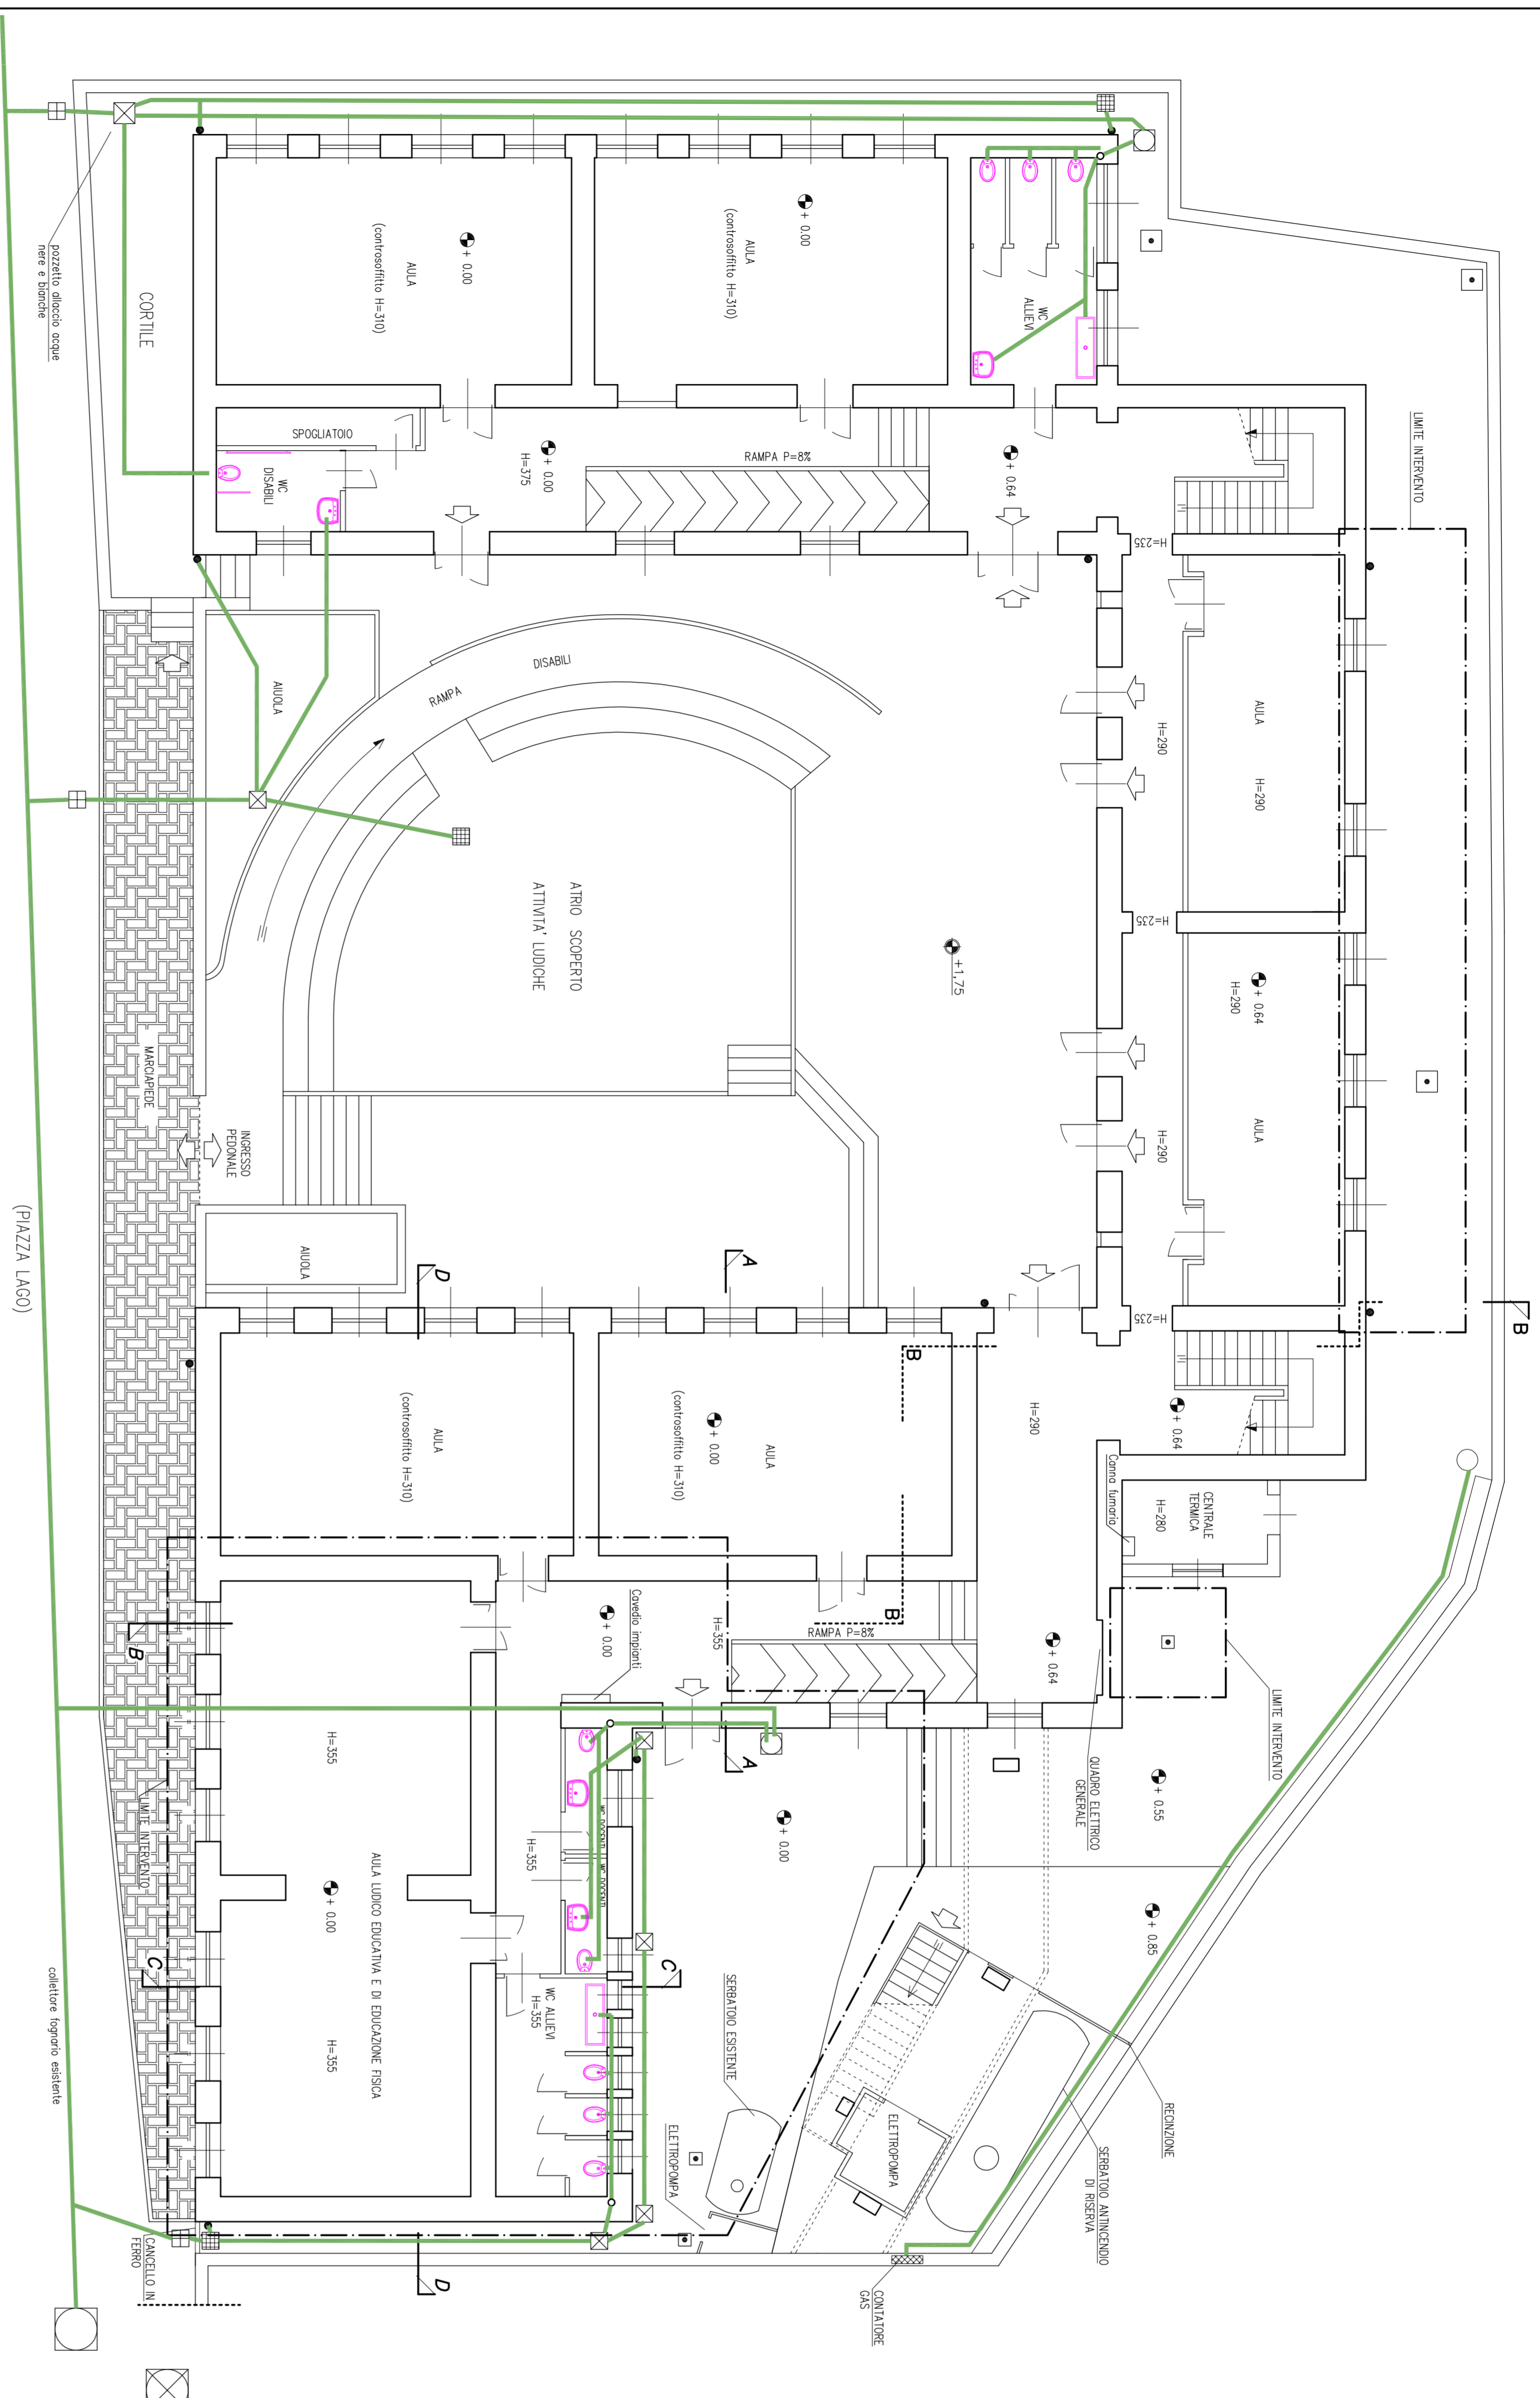 pozzetto allaccio acque
nere e bianche
CORTILE
AULA
(controsoffitto H=310)
+ 0.00
AULA
(controsoffitto H=310)
+ 0.00
WC
ALLIEVI
SPOGLIATOIO
WC
DISABILI
+ 0.00
H=375
RAMPA P=8%
+ 0.64
LIMITE INTERVENTO
H=235
AIUOLA
RAMPA
DISABILI
H=290
AULA
H=290
ATRIO SCOPERTO
ATTIVITA' LUDICHE
+1,75
H=235
+ 0.64
H=290
AULA
H=290
MARCIAPIEDE
INGRESSO
PEDONALE
AIUOLA
(PIAZZA LAGO)
D
A
B
H=235
B
AULA
(controsoffitto H=310)
AULA
(controsoffitto H=310)
+ 0.00
H=290
+ 0.64
Canna fumaria
CENTRALE
TERMICA
H=280
B
B
Cavedio impianti
+ 0.00
H=355
RAMPA P=8%
+ 0.64
LIMITE INTERVENTO
QUADRO ELETTRICO
GENERALE
A
+ 0.55
H=355
LIMITE INTERVENTO
WC DOCENTI
WC DOCENTI
H=355
+ 0.00
+ 0.85
AULA LUDICO EDUCATIVA E DI EDUCAZIONE FISICA
+ 0.00
H=355
C
C
WC ALLIEVI
H=355
SERBATOIO ESISTENTE
ELETTROPOMPA
ELETTROPOMPA
RECINZIONE
SERBATOIO ANTINCENDIO
DI RISERVA
collettore fognario esistente
CANCELLO IN
FERRO
D
CONTATORE
GAS